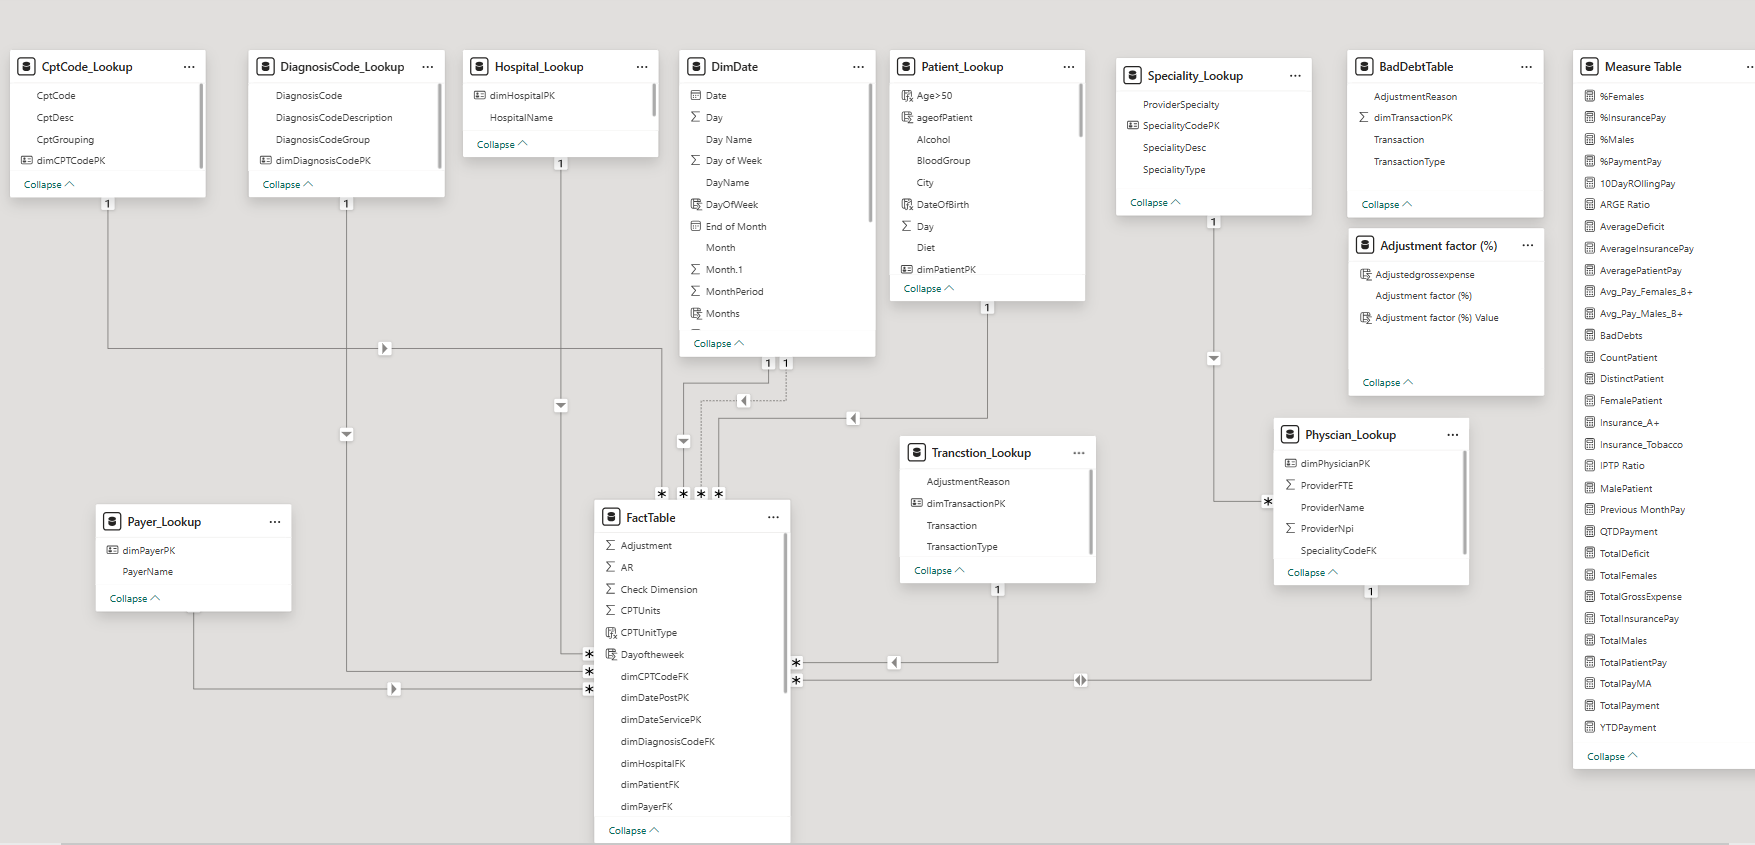 CptCode_Lookup
CptCode
CptDesc
CptGrouping
dimCPTCodePK
Collapse
1
DiagnosisCode_Lookup
DiagnosisCode
DiagnosisCodeDescription
DiagnosisCodeGroup
dimDiagnosisCodePK
Collapse
1
Hospital_Lookup
dimHospitalPK
HospitalName
Collapse
1
DimDate
Date
Day
Day Name
Day of Week
DayName
DayOfWeek
End of Month
Month
Month.1
MonthPeriod
Months
Collapse
1
1
Patient_Lookup
Age>50
ageofPatient
Alcohol
BloodGroup
City
DateOfBirth
Day
Diet
dimPatientPK
Collapse
1
Speciality_Lookup
ProviderSpecialty
SpecialityCodePK
SpecialityDesc
SpecialityType
Collapse
1
BadDebtTable
AdjustmentReason
dimTransactionPK
Transaction
TransactionType
Collapse
Adjustment factor (%)
Adjustedgrossexpense
Adjustment factor (%)
Adjustment factor (%) Value
Collapse
Measure Table
%Females
%InsurancePay
%Males
%PaymentPay
10DayROllingPay
ARGE Ratio
AverageDeficit
AverageInsurancePay
AveragePatientPay
Avg_Pay_Females_B+
Avg_Pay_Males_B+
BadDebts
CountPatient
DistinctPatient
FemalePatient
Insurance_A+
Insurance_Tobacco
IPTP Ratio
MalePatient
Previous MonthPay
QTDPayment
TotalDeficit
TotalFemales
TotalGrossExpense
TotalInsurancePay
TotalMales
TotalPatientPay
TotalPayMA
TotalPayment
YTDPayment
Collapse
Payer_Lookup
dimPayerPK
PayerName
Collapse
FactTable
Adjustment
AR
Check Dimension
CPTUnits
CPTUnitType
Dayoftheweek
dimCPTCodeFK
dimDatePostPK
dimDateServicePK
dimDiagnosisCodeFK
dimHospitalFK
dimPatientFK
dimPayerFK
Collapse
Trancstion_Lookup
AdjustmentReason
dimTransactionPK
Transaction
TransactionType
Collapse
1
Physcian_Lookup
dimPhysicianPK
ProviderFTE
ProviderName
ProviderNpi
SpecialityCodeFK
Collapse
1